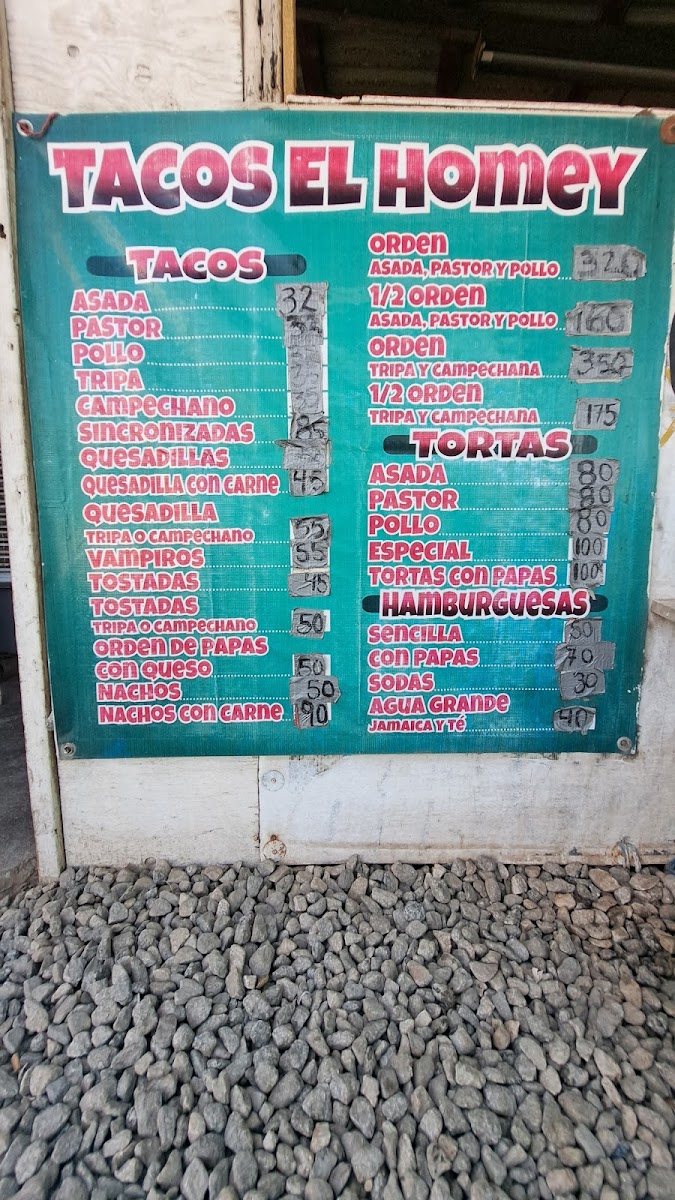 TACOS EL HOMEY
TACOS
ASADA 32
PASTOR 32
POLLO
TRIPA 35
CAMPECHANO 35
SINCRONIZADAS 85
QUESADILLAS
QUESADILLA CON CARNE 45
QUESADILLA
TRIPA O CAMPECHANO 55
VAMPIROS 55
TOSTADAS 45
TOSTADAS
TRIPA O CAMPECHANO 50
ORDEN DE PAPAS
CON QUESO 50
NACHOS 50
NACHOS CON CARNE 90
ORDEN
ASADA, PASTOR Y POLLO 320
1/2 ORDEN
ASADA, PASTOR Y POLLO 160
ORDEN
TRIPA Y CAMPECHANA 350
1/2 ORDEN
TRIPA Y CAMPECHANA 175
TORTAS
ASADA 80
PASTOR 80
POLLO 80
ESPECIAL 100
TORTAS CON PAPAS 100
HAMBURGUESAS
SENCILLA
CON PAPAS 70
SODAS 30
AGUA GRANDE
JAMAICA Y TÉ 40